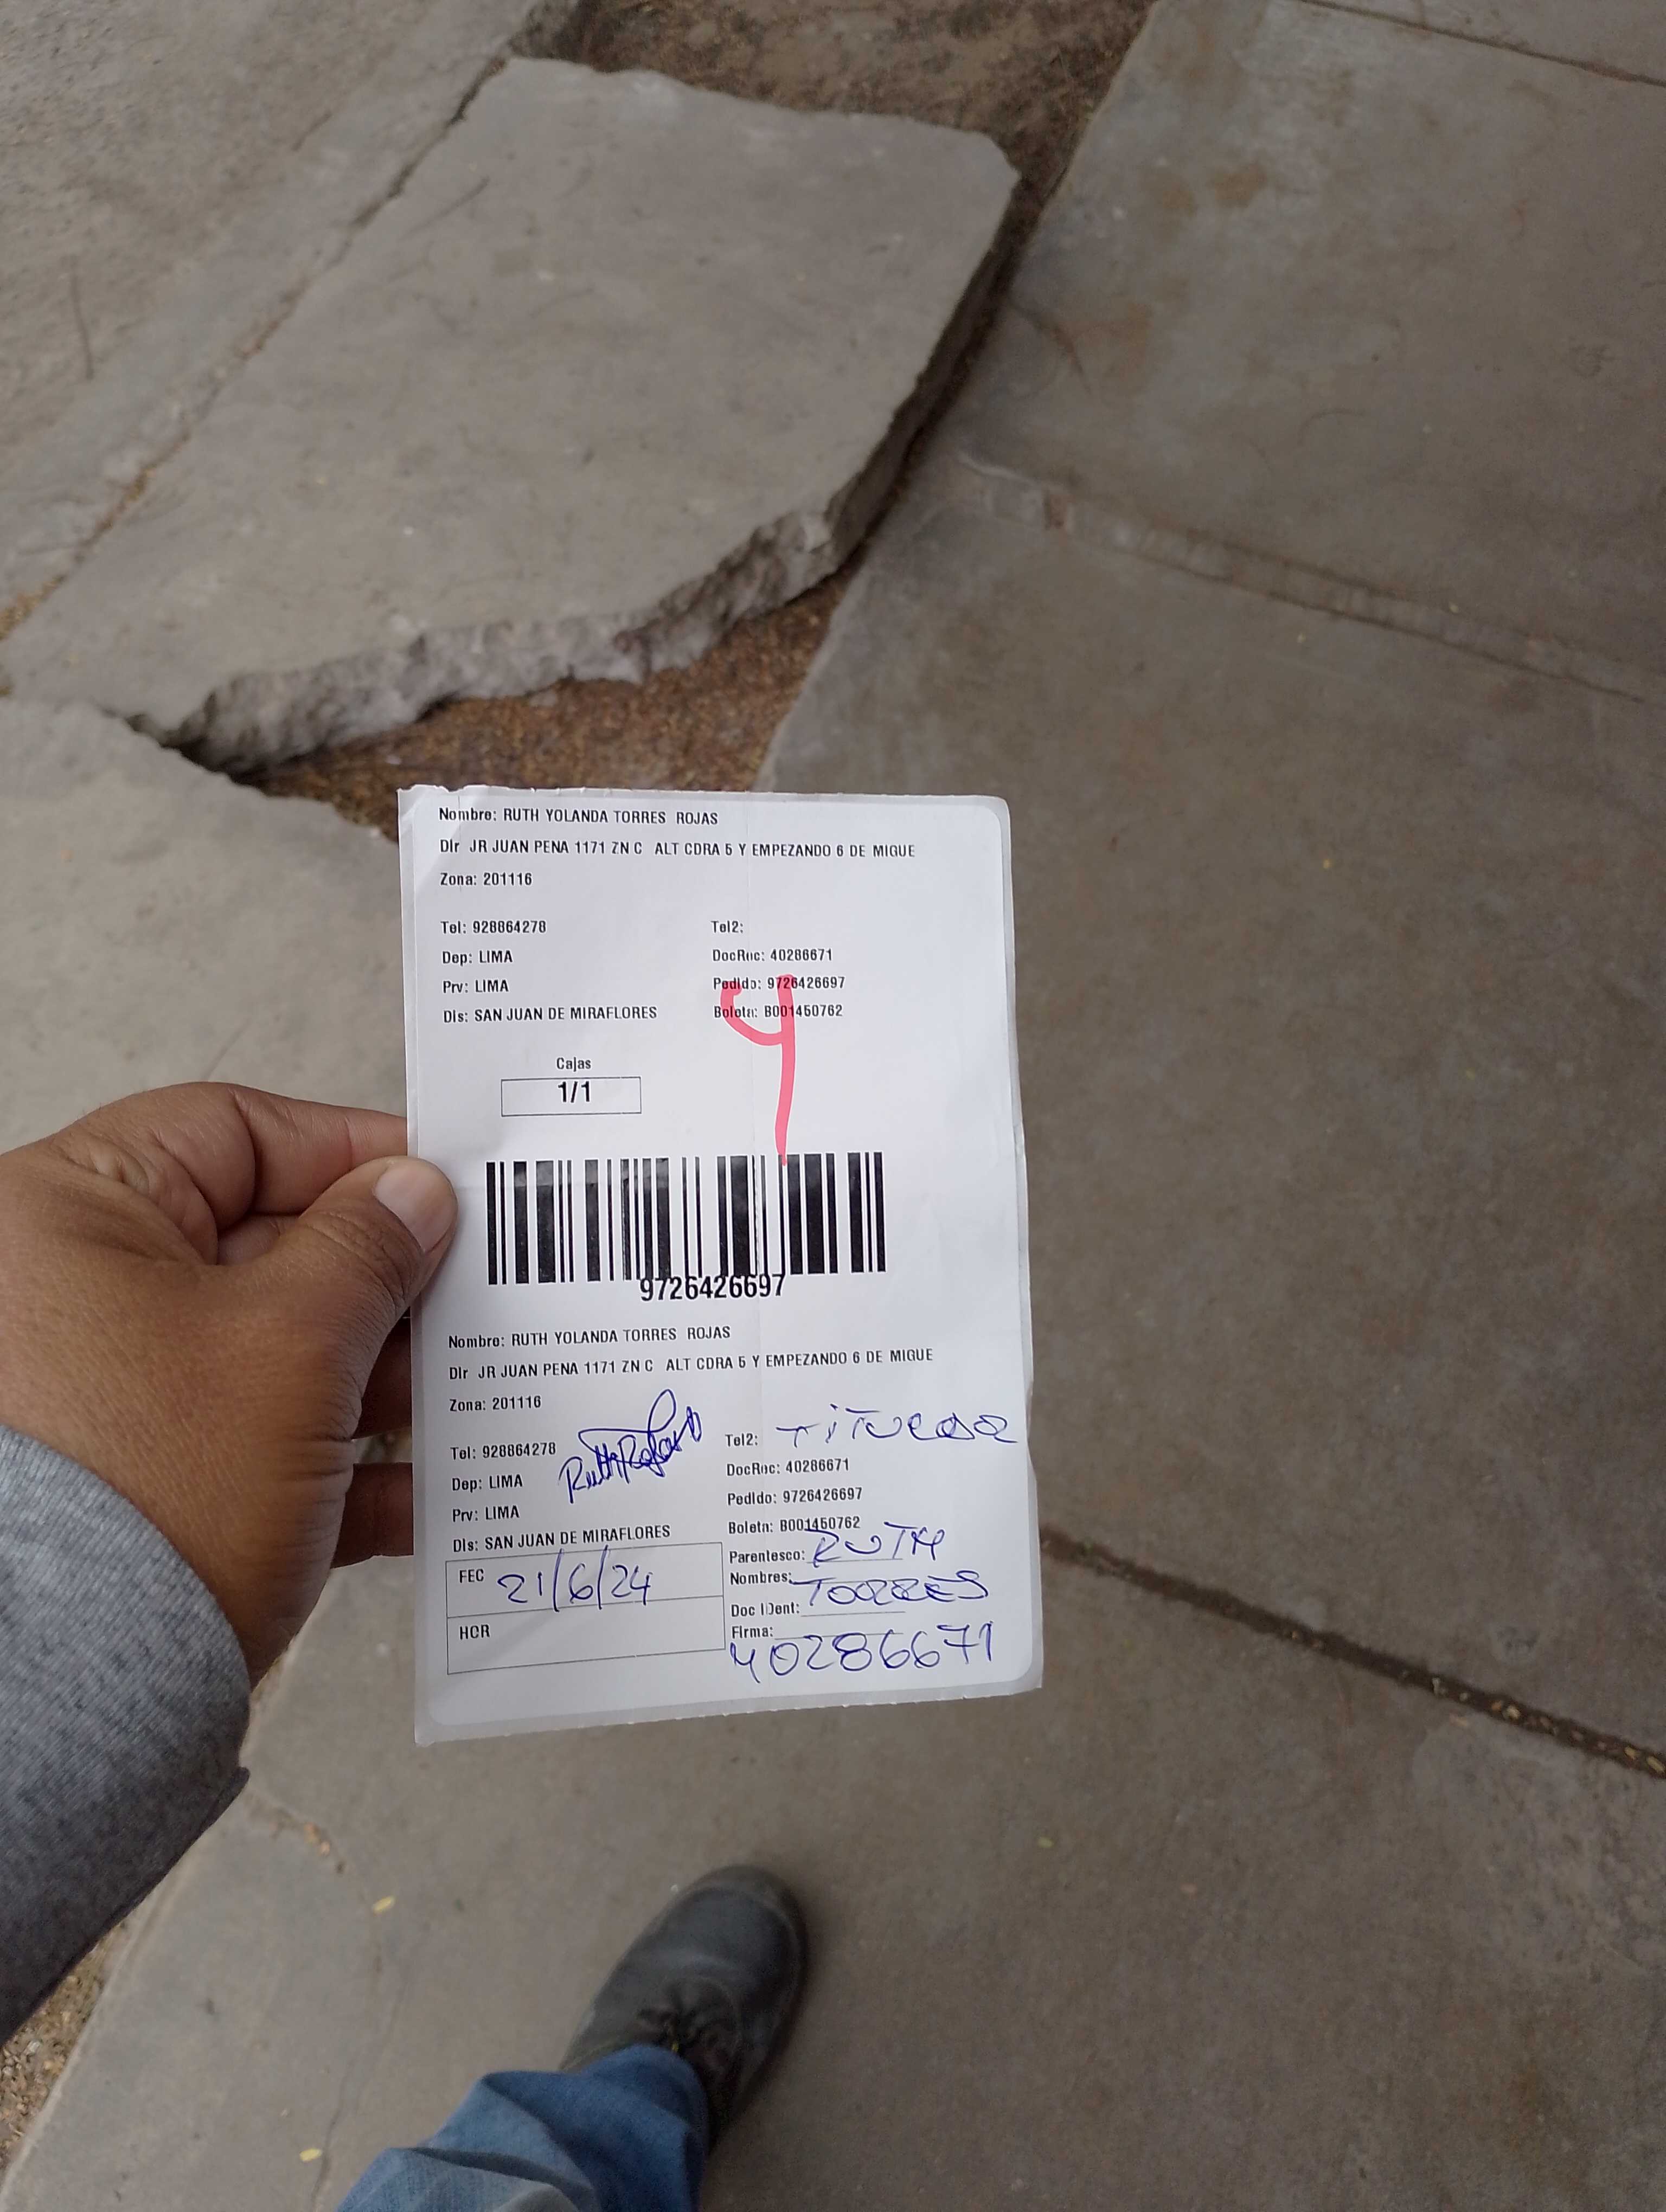 Nombre: RUTH YOLANDA TORRES ROJAS
Dir JR JUAN PENA 1171 ZN C ALT CDRA 5 Y EMPEZANDO 6 DE MIGUE
Zona: 201116
Tel: 928864278 Tel2:
Dep: LIMA DocRec: 40286671
Prv: LIMA Pedido: 9726426697
Dis: SAN JUAN DE MIRAFLORES Boleta: B001450762
9
Cajas
1/1
9726426697
Nombre: RUTH YOLANDA TORRES ROJAS
Dir JR JUAN PENA 1171 ZN C ALT CDRA 5 Y EMPEZANDO 6 DE MIGUE
Zona: 201116
Tel: 928864278 Tel2: TITULAR
Dep: LIMA DocRec: 40286671
Prv: LIMA Pedido: 9726426697
Dis: SAN JUAN DE MIRAFLORES Boleta: B001450762
FEC 21/6/24
HCR
Parentesco: RUTH
Nombres: TORRES
Doc IDent:
Firma:
40286671